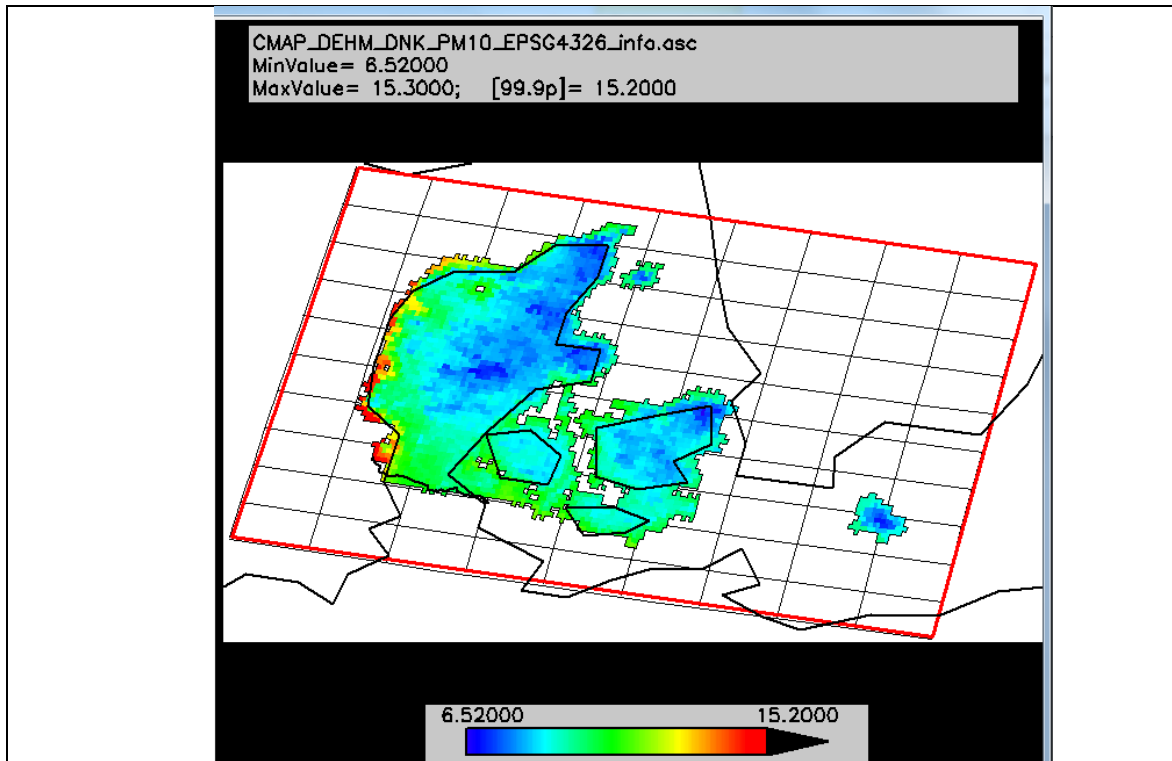 CMAP_DEHM_DNK_PM10_EPSG4326_info.asc
MinValue= 6.52000
MaxValue= 15.3000; [99.9p]= 15.2000
6.52000 15.2000